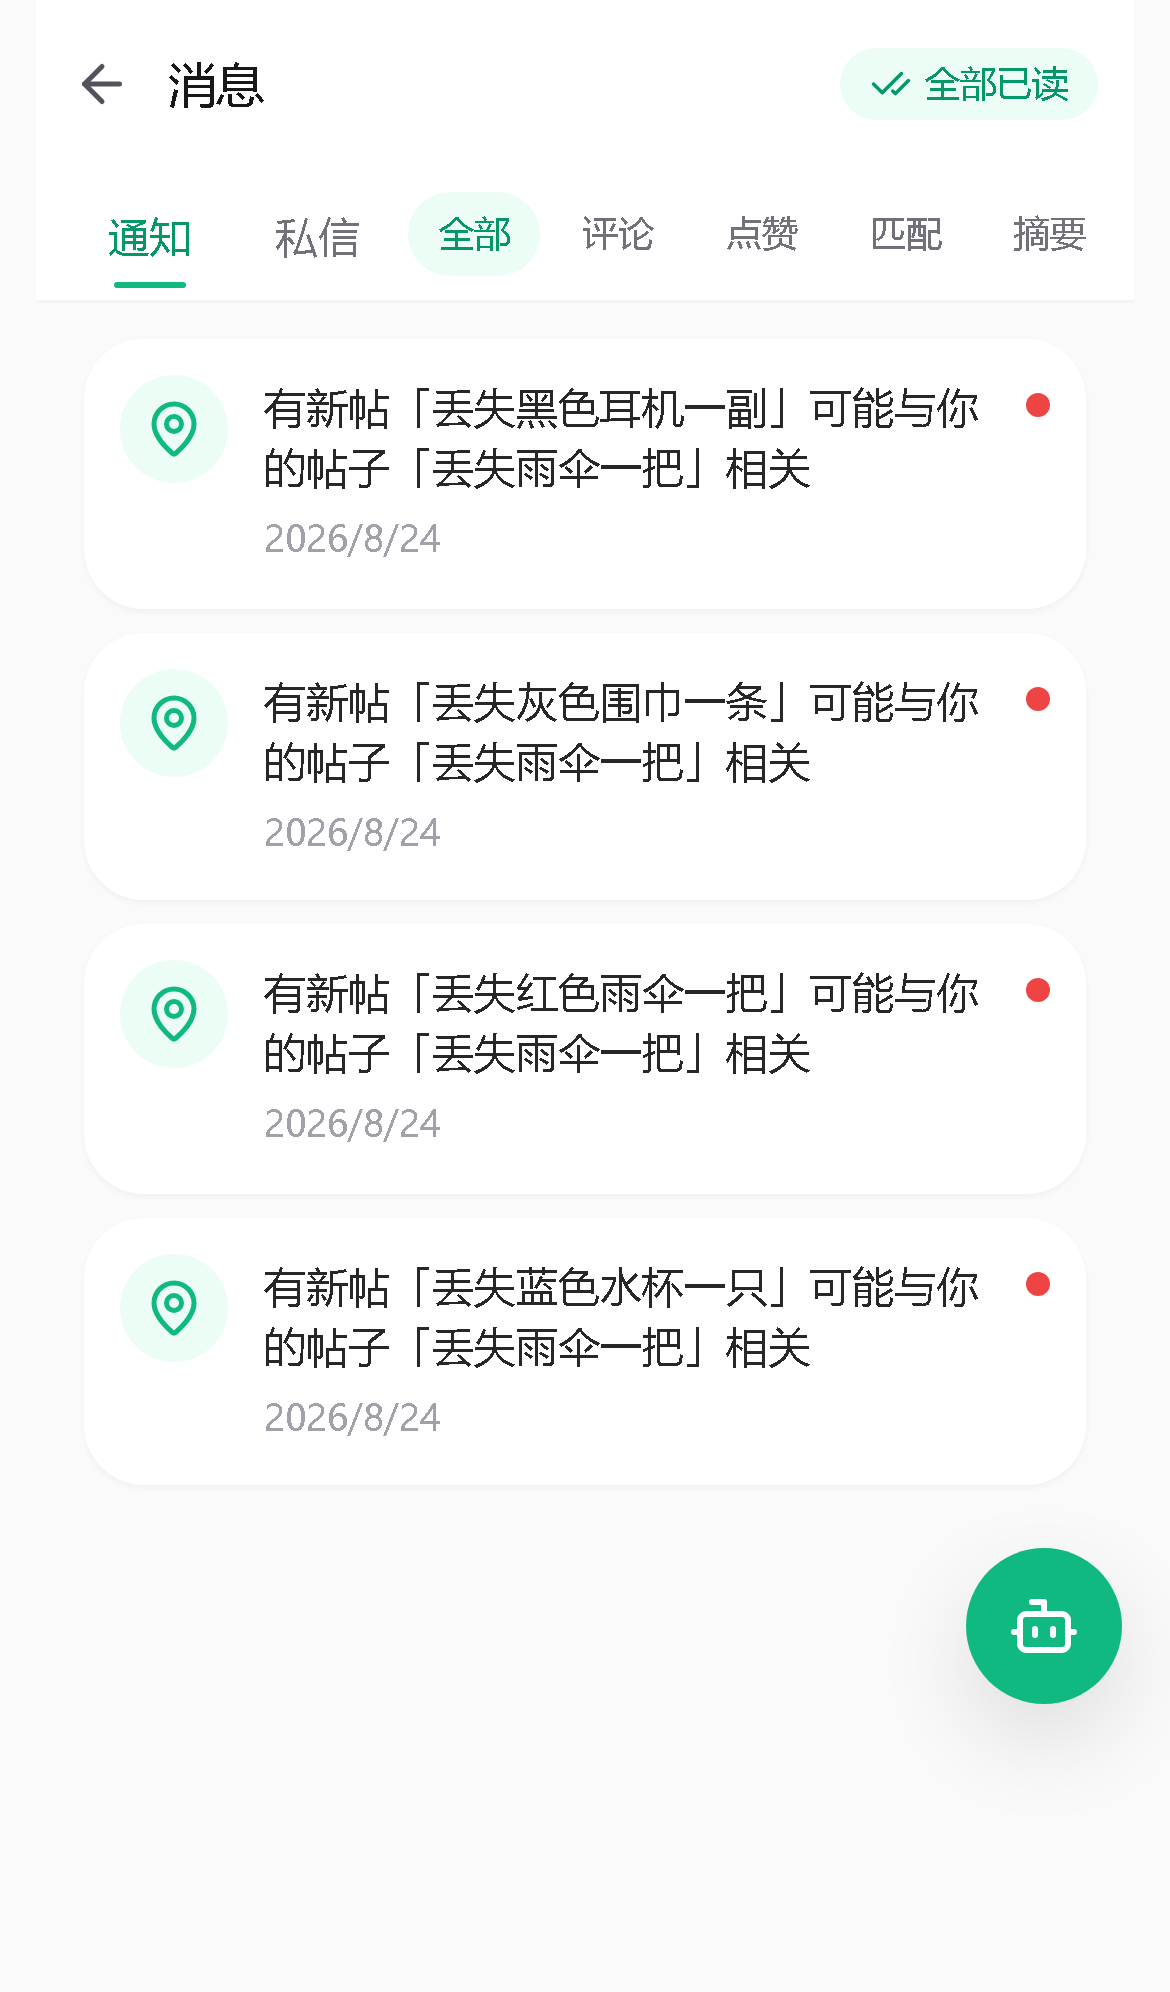 消息
全部已读
通知 私信 全部 评论 点赞 匹配 摘要
有新帖「丢失黑色耳机一副」可能与你
的帖子「丢失雨伞一把」相关
2026/8/24
有新帖「丢失灰色围巾一条」可能与你
的帖子「丢失雨伞一把」相关
2026/8/24
有新帖「丢失红色雨伞一把」可能与你
的帖子「丢失雨伞一把」相关
2026/8/24
有新帖「丢失蓝色水杯一只」可能与你
的帖子「丢失雨伞一把」相关
2026/8/24